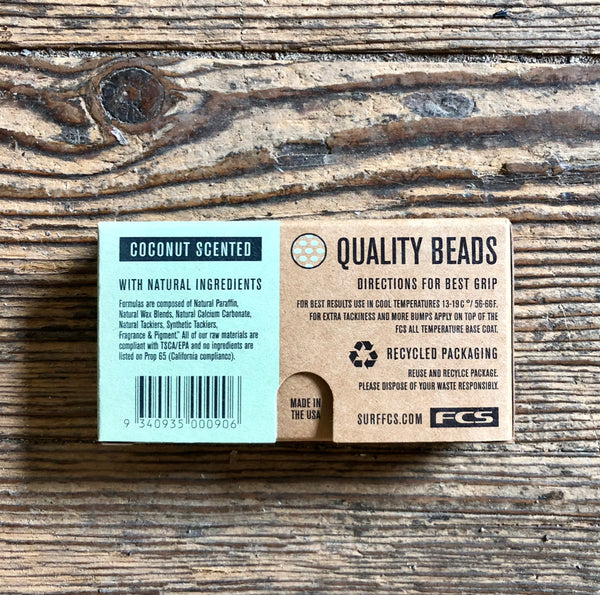 COCONUT SCENTED
WITH NATURAL INGREDIENTS
Formulas are composed of Natural Paraffin,
Natural Wax Blends, Natural Calcium Carbonate,
Natural Tackiers, Synthetic Tackiers,
Fragrance & Pigment.* All of our raw materials are
compliant with TSCA/EPA and no ingredients are
listed on Prop 65 (California compliance).
9 340935 000906
QUALITY BEADS
DIRECTIONS FOR BEST GRIP
FOR BEST RESULTS USE IN COOL TEMPERATURES 13-19C º/ 56-66F.
FOR EXTRA TACKINESS AND MORE BUMPS APPLY ON TOP OF THE
FCS ALL TEMPERATURE BASE COAT.
RECYCLED PACKAGING
REUSE AND RECYLCE PACKAGE.
PLEASE DISPOSE OF YOUR WASTE RESPONSIBLY.
MADE IN
THE USA
SURFFCS.COM FCS